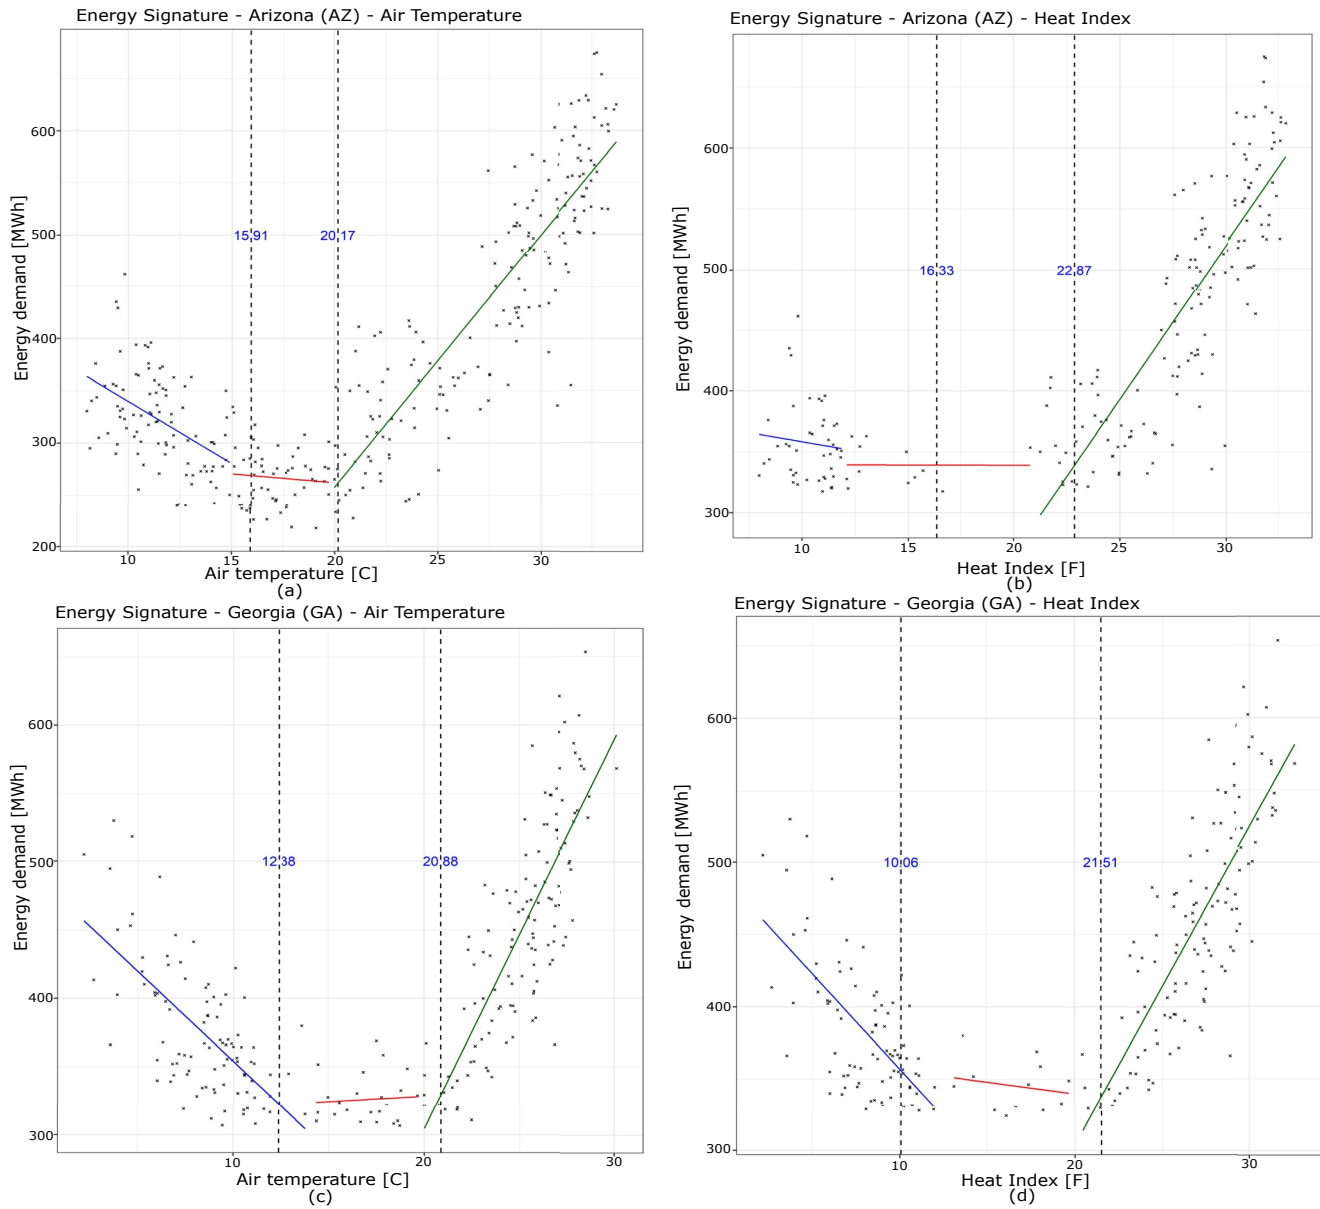 Energy Signature - Arizona (AZ) - Air Temperature
Energy demand [MWh]
600
500
400
300
200
15.91
20.17
10
15
20
25
30
Air temperature [C]
(a)
Energy Signature - Arizona (AZ) - Heat Index
Energy demand [MWh]
600
500
400
300
16.33
22.87
10
15
20
25
30
Heat Index [F]
(b)
Energy Signature - Georgia (GA) - Air Temperature
Energy demand [MWh]
600
500
400
300
12.38
20.88
10
20
30
Air temperature [C]
(c)
Energy Signature - Georgia (GA) - Heat Index
Energy demand [MWh]
600
500
400
300
10.06
21.51
10
20
30
Heat Index [F]
(d)